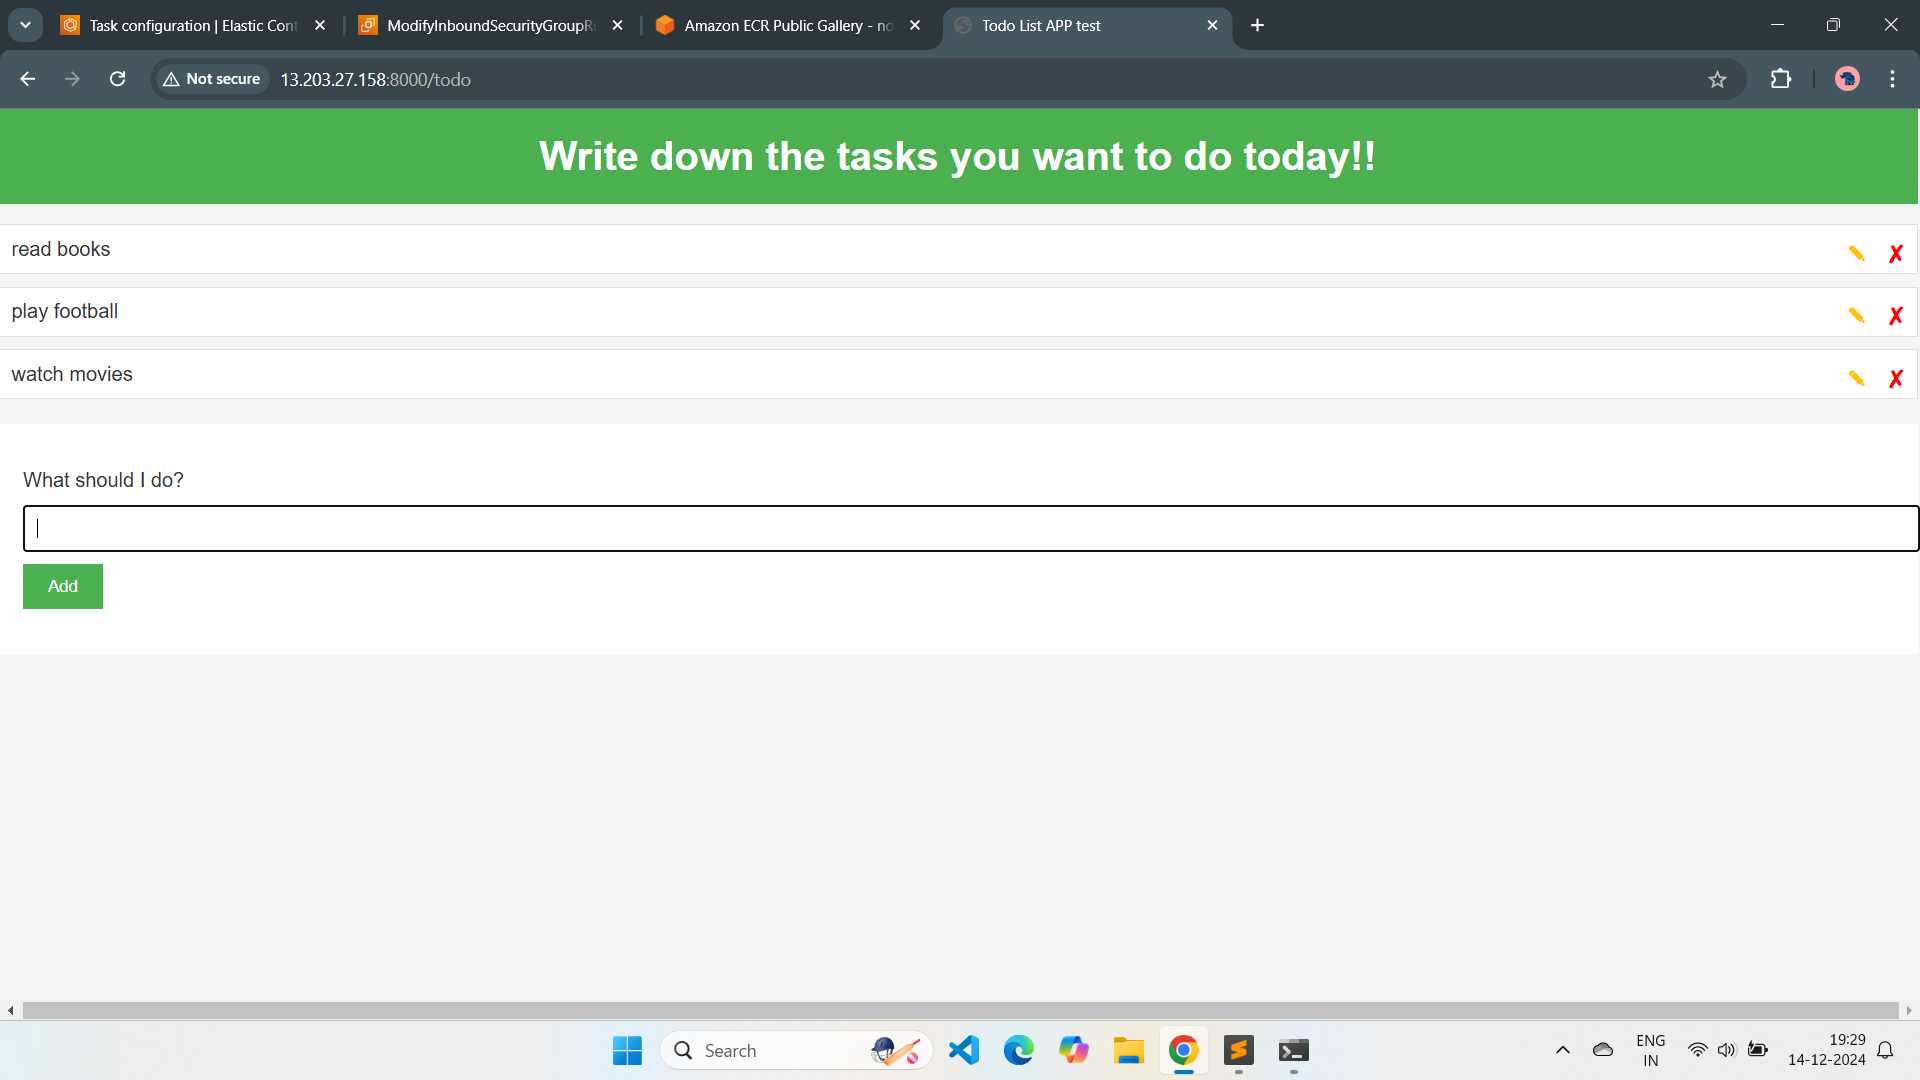 Task configuration | Elastic Cont
ModifyInboundSecurityGroupRu
Amazon ECR Public Gallery - no
Todo List APP test
Not secure
13.203.27.158:8000/todo
Write down the tasks you want to do today!!
read books
play football
watch movies
What should I do?
Add
Search
ENG
IN
19:29
14-12-2024